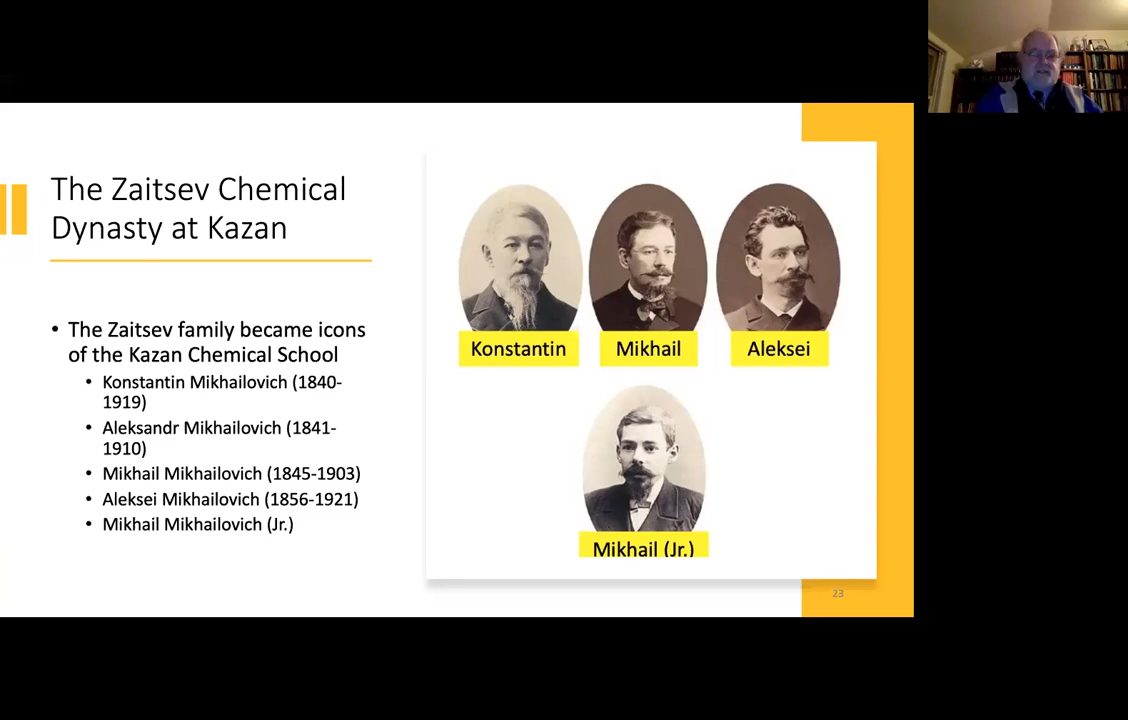 The Zaitsev Chemical
Dynasty at Kazan
• The Zaitsev family became icons
of the Kazan Chemical School
• Konstantin Mikhailovich (1840-
1919)
• Aleksandr Mikhailovich (1841-
1910)
• Mikhail Mikhailovich (1845-1903)
• Aleksei Mikhailovich (1856-1921)
• Mikhail Mikhailovich (Jr.)
Konstantin
Mikhail
Aleksei
Mikhail (Jr.)
23